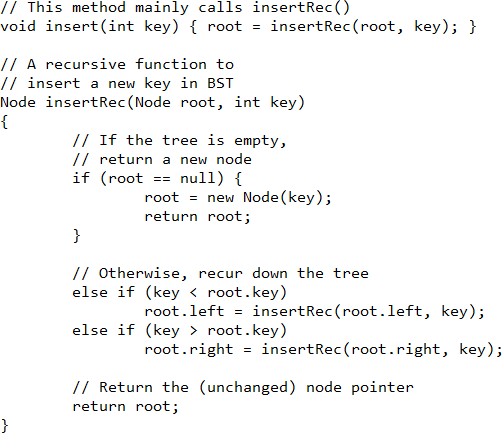 // This method mainly calls insertRec()
void insert(int key) { root = insertRec(root, key); }
// A recursive function to
// insert a new key in BST
Node insertRec(Node root, int key)
{
// If the tree is empty,
// return a new node
if (root == null) {
root = new Node(key);
return root;
}
// Otherwise, recur down the tree
else if (key < root.key)
root.left = insertRec(root.left, key);
else if (key > root.key)
root.right = insertRec(root.right, key);
// Return the (unchanged) node pointer
return root;
}